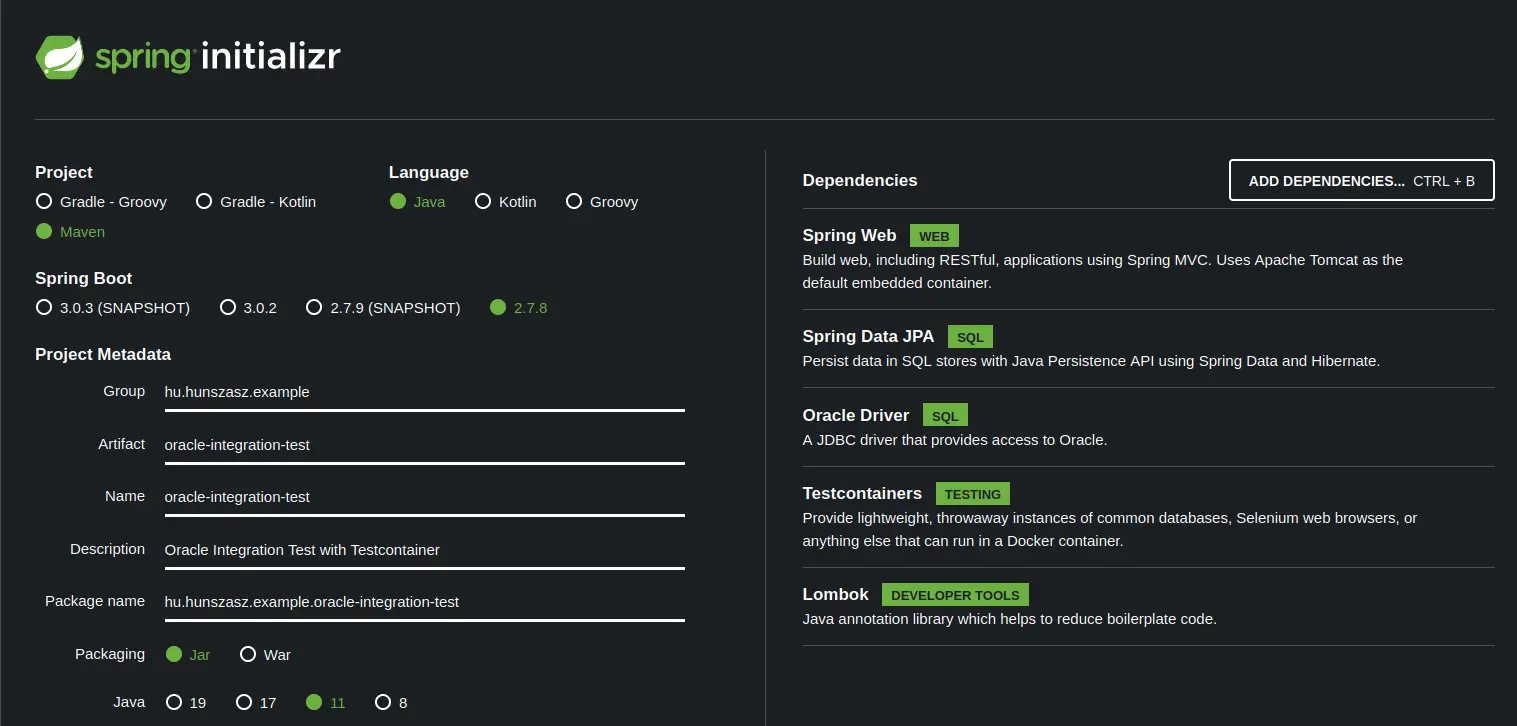 spring initializr
Project
Gradle - Groovy Gradle - Kotlin
Maven
Language
Java Kotlin Groovy
Spring Boot
3.0.3 (SNAPSHOT) 3.0.2 2.7.9 (SNAPSHOT) 2.7.8
Project Metadata
Group hu.hunszasz.example
Artifact oracle-integration-test
Name oracle-integration-test
Description Oracle Integration Test with Testcontainer
Package name hu.hunszasz.example.oracle-integration-test
Packaging Jar War
Java 19 17 11 8
Dependencies ADD DEPENDENCIES... CTRL + B
Spring Web WEB
Build web, including RESTful, applications using Spring MVC. Uses Apache Tomcat as the
default embedded container.
Spring Data JPA SQL
Persist data in SQL stores with Java Persistence API using Spring Data and Hibernate.
Oracle Driver SQL
A JDBC driver that provides access to Oracle.
Testcontainers TESTING
Provide lightweight, throwaway instances of common databases, Selenium web browsers, or
anything else that can run in a Docker container.
Lombok DEVELOPER TOOLS
Java annotation library which helps to reduce boilerplate code.